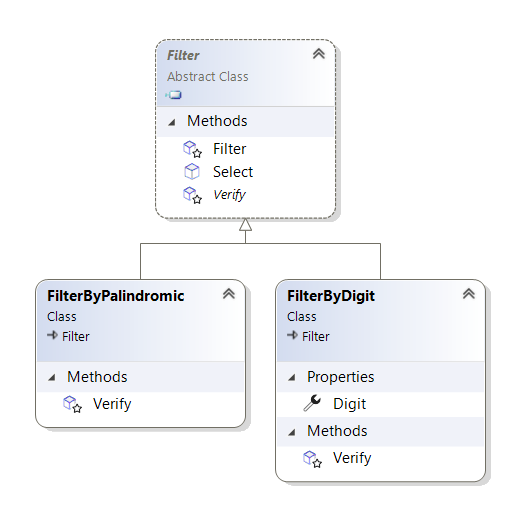 Filter
Abstract Class
Methods
Filter
Select
Verify
FilterByPalindromic
Class
Filter
Methods
Verify
FilterByDigit
Class
Filter
Properties
Digit
Methods
Verify